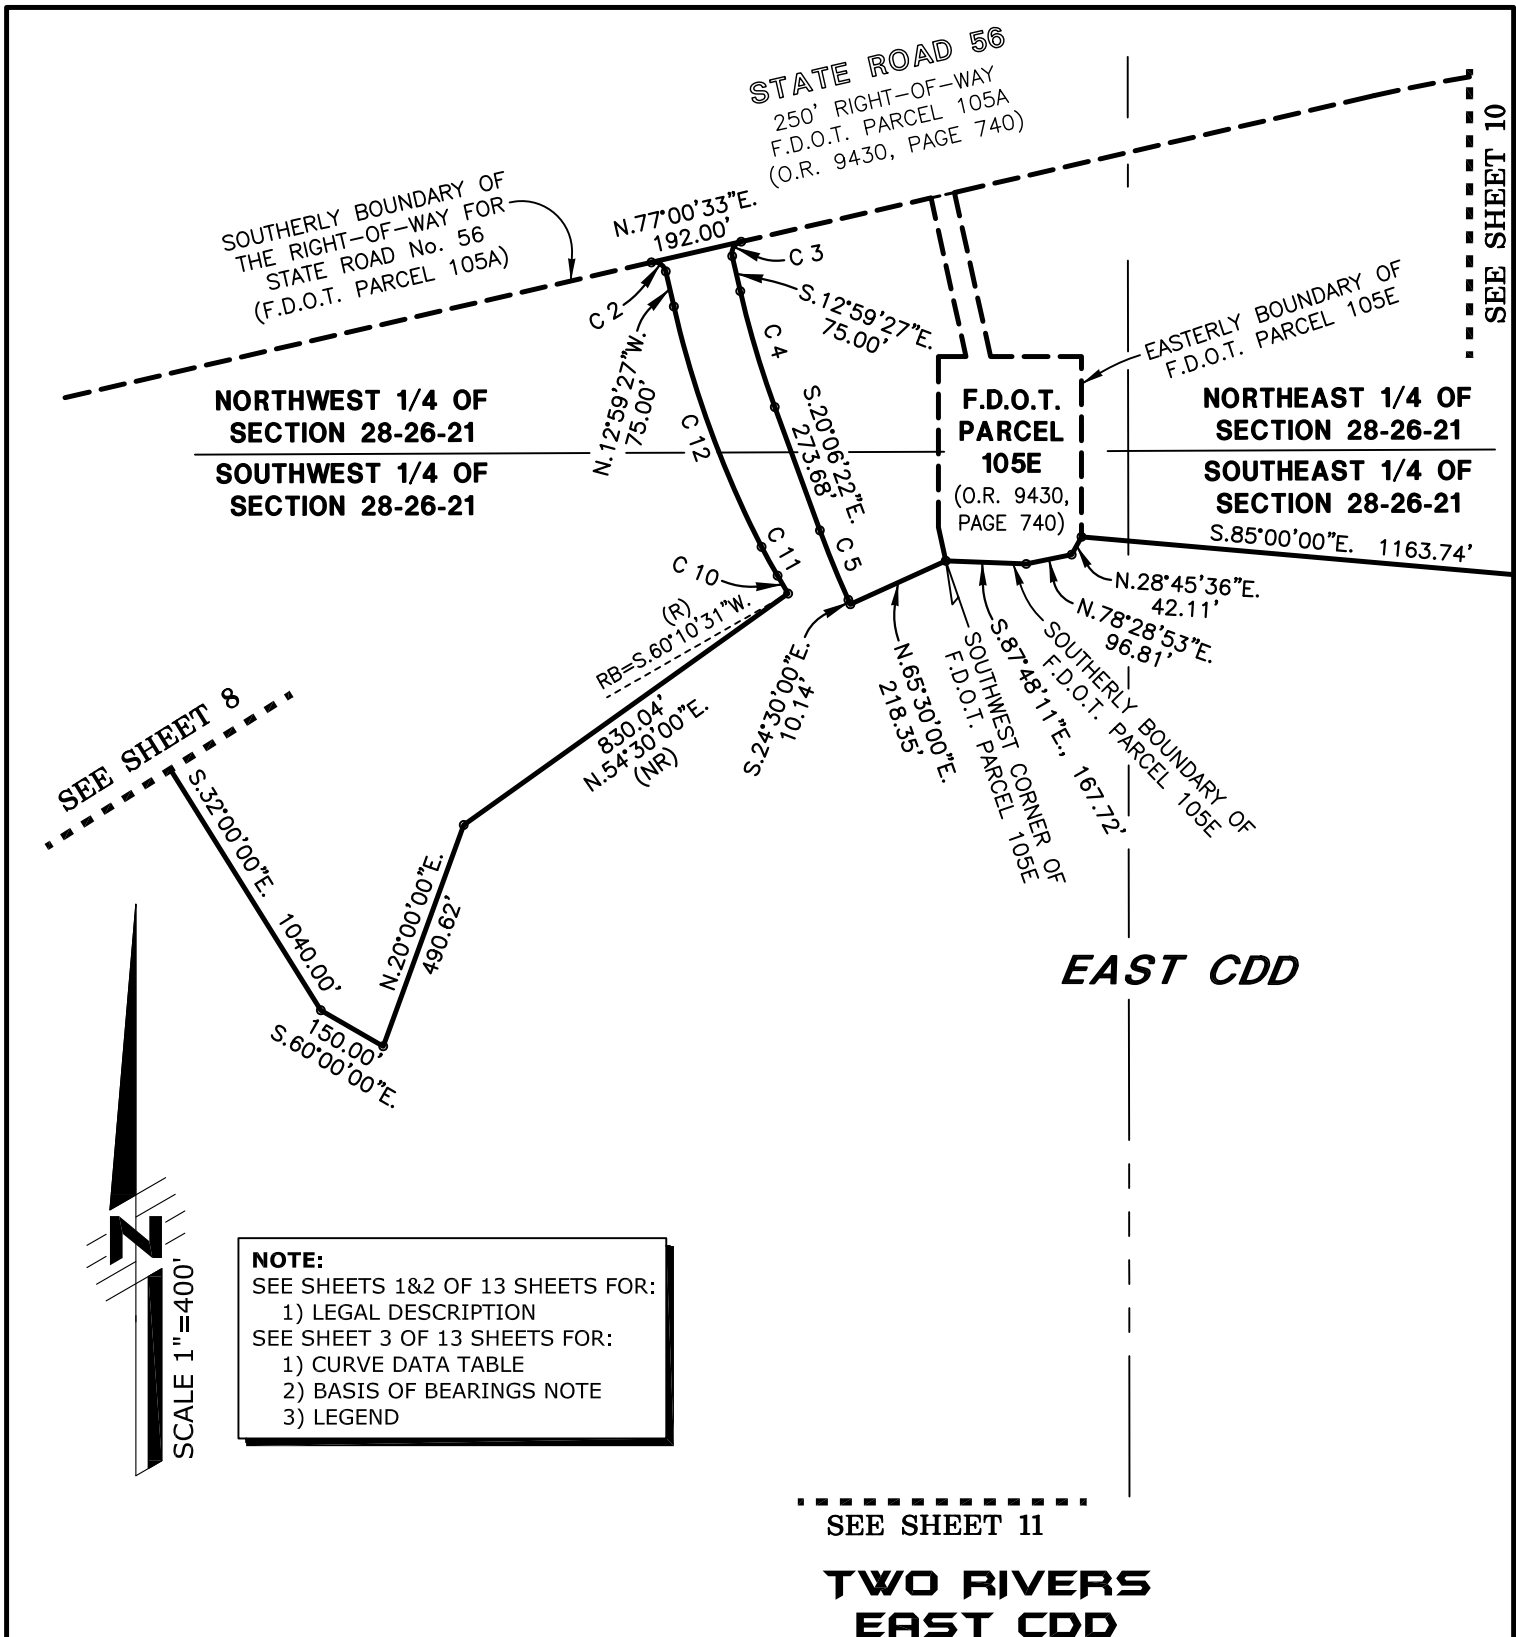 STATE ROAD 56
250' RIGHT-OF-WAY
F.D.O.T. PARCEL 105A
(O.R. 9430, PAGE 740)
SEE SHEET 10
SOUTHERLY BOUNDARY OF
THE RIGHT-OF-WAY FOR
STATE ROAD No. 56
(F.D.O.T. PARCEL 105A)
N.77°00'33"E.
192.00'
C 3
C 2
S.12°59'27"E.
75.00'
N.12°59'27"W.
75.00'
C 4
C 12
S.20°06'22"E.
273.68'
C 5
C 11
C 10
EASTERLY BOUNDARY OF
F.D.O.T. PARCEL 105E
NORTHWEST 1/4 OF
SECTION 28-26-21
SOUTHWEST 1/4 OF
SECTION 28-26-21
F.D.O.T.
PARCEL
105E
(O.R. 9430,
PAGE 740)
NORTHEAST 1/4 OF
SECTION 28-26-21
SOUTHEAST 1/4 OF
SECTION 28-26-21
S.85°00'00"E. 1163.74'
N.28°45'36"E.
42.11'
N.78°28'53"E.
96.81'
SOUTHERLY BOUNDARY OF
F.D.O.T. PARCEL 105E
S.87°48'11"E., 167.72'
SOUTHWEST CORNER OF
F.D.O.T. PARCEL 105E
N.65°30'00"E.
218.35'
S.24°30'00"E.
10.14'
(R)
RB=S.60°10'31"W.
830.04'
N.54°30'00"E.
(NR)
SEE SHEET 8
S.32°00'00"E. 1040.00'
N.20°00'00"E.
490.62'
150.00'
S.60°00'00"E.
EAST CDD
N
SCALE 1"=400'
NOTE:
SEE SHEETS 1&2 OF 13 SHEETS FOR:
1) LEGAL DESCRIPTION
SEE SHEET 3 OF 13 SHEETS FOR:
1) CURVE DATA TABLE
2) BASIS OF BEARINGS NOTE
3) LEGEND
SEE SHEET 11
TWO RIVERS
EAST CDD